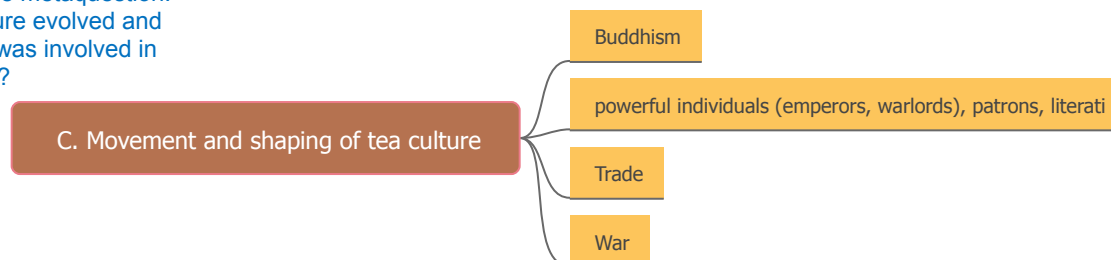 metaquestion:
ure evolved and
was involved in
?
C. Movement and shaping of tea culture
Buddhism
powerful individuals (emperors, warlords), patrons, literati
Trade
War